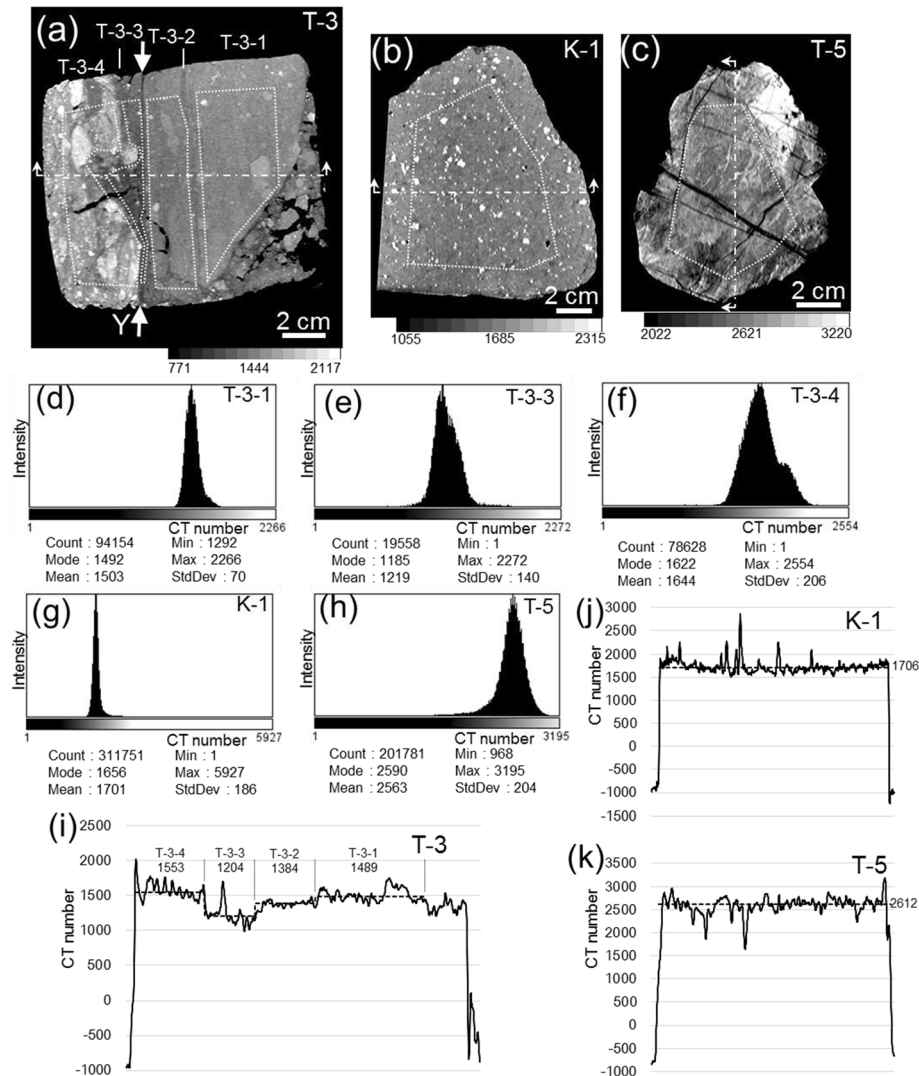 (a)
T-3
T-3-4
T-3-3
T-3-2
T-3-1
Y
2 cm
771 1444 2117
(b)
K-1
2 cm
1055 1685 2315
(c)
T-5
2 cm
2022 2621 3220
(d)
T-3-1
Intensity
1 CT number 2266
Count : 94154 Min : 1292
Mode : 1492 Max : 2266
Mean : 1503 StdDev : 70
(e)
T-3-3
Intensity
1 CT number 2272
Count : 19558 Min : 1
Mode : 1185 Max : 2272
Mean : 1219 StdDev : 140
(f)
T-3-4
Intensity
1 CT number 2554
Count : 78628 Min : 1
Mode : 1622 Max : 2554
Mean : 1644 StdDev : 206
(g)
K-1
Intensity
1 CT number 5927
Count : 311751 Min : 1
Mode : 1656 Max : 5927
Mean : 1701 StdDev : 186
(h)
T-5
Intensity
1 CT number 3195
Count : 201781 Min : 968
Mode : 2590 Max : 3195
Mean : 2563 StdDev : 204
(j)
K-1
CT number
3000
2500
2000
1500
1000
500
0
-500
-1000
-1500
1706
(i)
T-3
CT number
2500
2000
1500
1000
500
0
-500
-1000
T-3-4 T-3-3 T-3-2 T-3-1
1553 1204 1384 1489
(k)
T-5
CT number
3500
3000
2500
2000
1500
1000
500
0
-500
-1000
2612